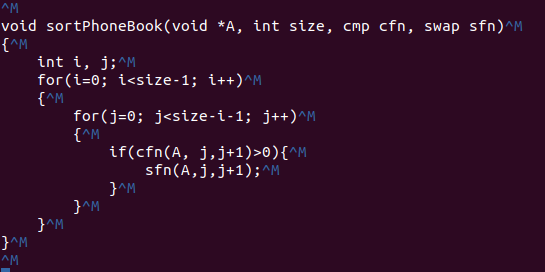 ^M
void sortPhoneBook(void *A, int size, cmp cfn, swap sfn)^M
{^M
    int i, j;^M
    for(i=0; i<size-1; i++)^M
    {^M
        for(j=0; j<size-i-1; j++)^M
        {^M
            if(cfn(A, j,j+1)>0){^M
                sfn(A,j,j+1);^M
            }^M
        }^M
    }^M
}^M
^M